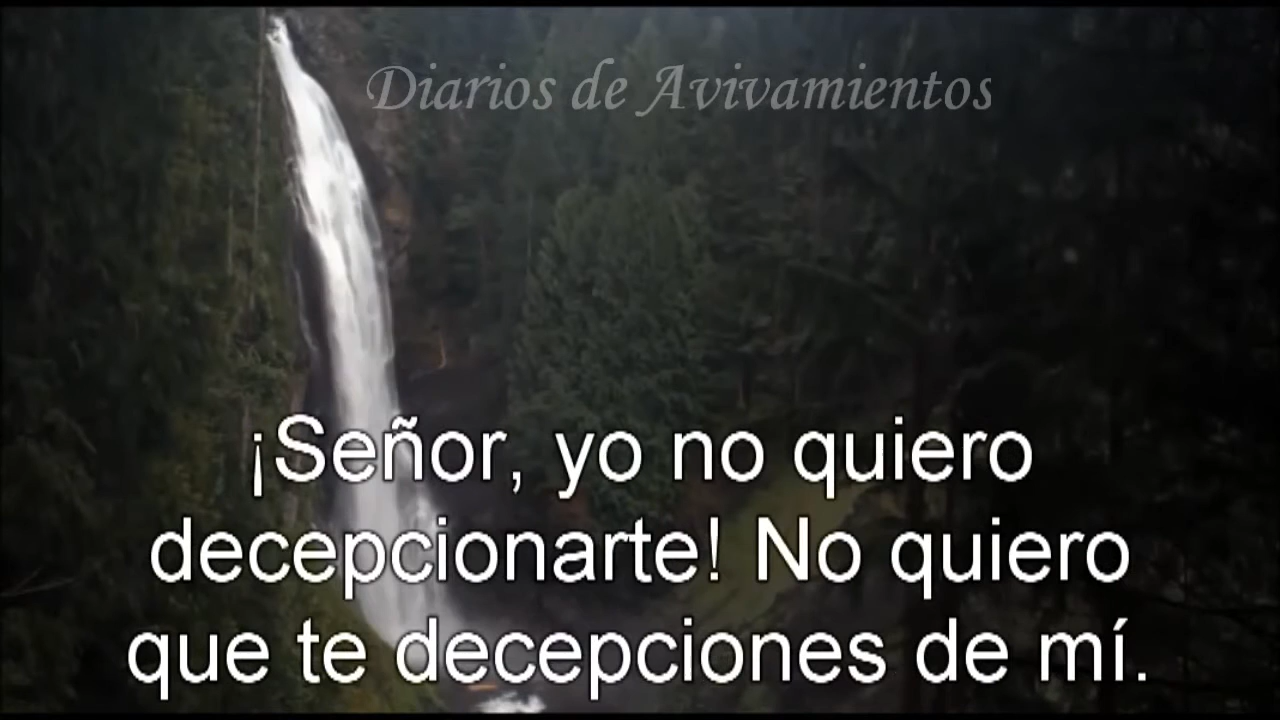 Diarios de Avivamientos
¡Señor, yo no quiero
decepcionarte! No quiero
que te decepciones de mí.